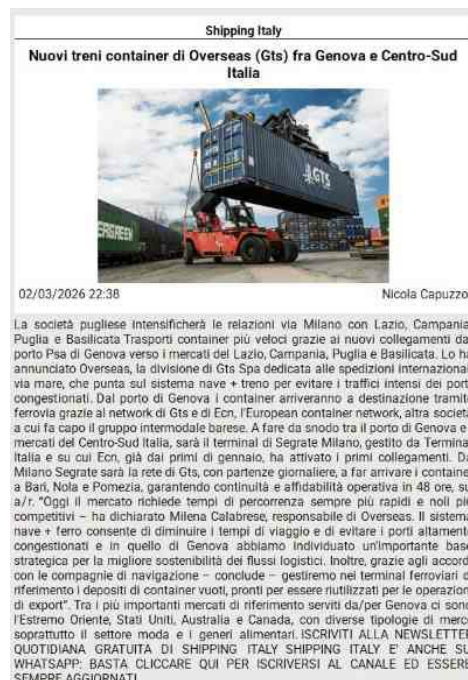 Shipping Italy
Nuovi treni container di Overseas (Gts) fra Genova e Centro-Sud
Italia
EVERGREEN
GTS
02/03/2026 22:38
Nicola Capuzzo
La società pugliese intensificherà le relazioni via Milano con Lazio, Campania
Puglia e Basilicata Trasporti container più veloci grazie ai nuovi collegamenti da
porto Psa di Genova verso i mercati del Lazio, Campania, Puglia e Basilicata. Lo ha
annunciato Overseas, la divisione di Gts Spa dedicata alle spedizioni internazional
via mare, che punta sul sistema nave + treno per evitare i traffici intensi dei port
congestionati. Dal porto di Genova i container arriveranno a destinazione tramite
ferrovia grazie al network di Gts e di Ecn, l'European container network, altra società
a cui fa capo il gruppo intermodale barese. A fare da snodo tra il porto di Genova e
mercati del Centro-Sud Italia, sarà il terminal di Segrate Milano, gestito da Termina
Italia e su cui Ecn, già dai primi di gennaio, ha attivato i primi collegamenti. Da
Milano Segrate sarà la rete di Gts, con partenze giornaliere, a far arrivare i containe
a Bari, Nola e Pomezia, garantendo continuità e affidabilità operativa in 48 ore, su
a/r. "Oggi il mercato richiede tempi di percorrenza sempre più rapidi e noli più
competitivi – ha dichiarato Milena Calabrese, responsabile di Overseas. Il sistema
nave + ferro consente di diminuire i tempi di viaggio e di evitare i porti altamente
congestionati e in quello di Genova abbiamo individuato un'importante base
strategica per la migliore sostenibilità dei flussi logistici. Inoltre, grazie agli accord
con le compagnie di navigazione – conclude – gestiremo nei terminal ferroviari d
riferimento i depositi di container vuoti, pronti per essere riutilizzati per le operazion
di export". Tra i più importanti mercati di riferimento serviti da/per Genova ci sono
l'Estremo Oriente, Stati Uniti, Australia e Canada, con diverse tipologie di merce
soprattutto il settore moda e i generi alimentari. ISCRIVITI ALLA NEWSLETTER
QUOTIDIANA GRATUITA DI SHIPPING ITALY SHIPPING ITALY E' ANCHE SU
WHATSAPP: BASTA CLICCARE QUI PER ISCRIVERSI AL CANALE ED ESSERE
SEMPRE AGGIORNATI